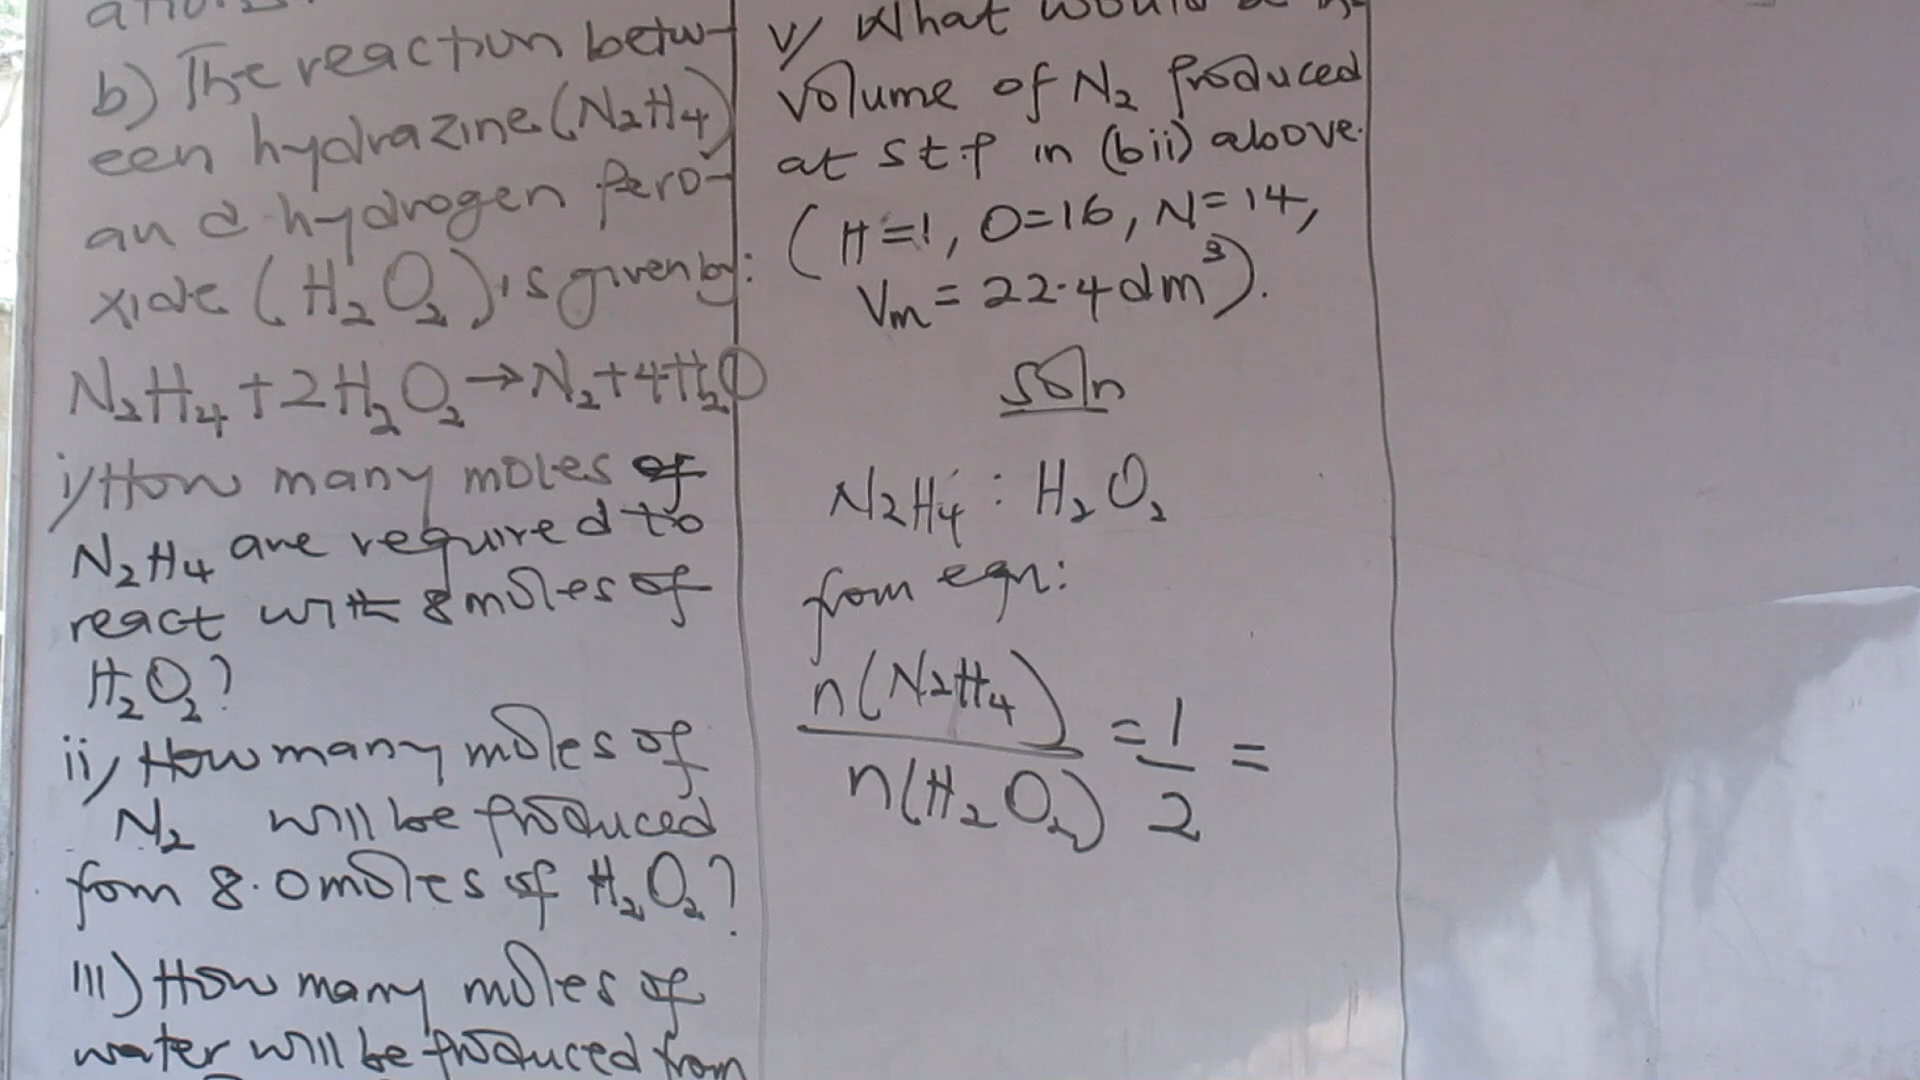 b) The reaction betw-
een hydrazine (N₂H₄)
and hydrogen pero-
xide (H₂O₂) is given by:
N₂H₄ + 2H₂O₂ → N₂ + 4H₂O
i/ How many moles of
N₂H₄ are required to
react with 8 moles of
H₂O₂?
ii/ How many moles of
N₂ will be produced
from 8.0 moles of H₂O₂?
III) How many moles of
water will be produced from
v/ What would be
volume of N₂ produced
at s.t.p in (bii) above.
(H=1, O=16, N=14,
Vm = 22.4 dm³).
soln
N₂H₄ : H₂O₂
from eqn:
n(N₂H₄)
n(H₂O₂) = 1/2 =